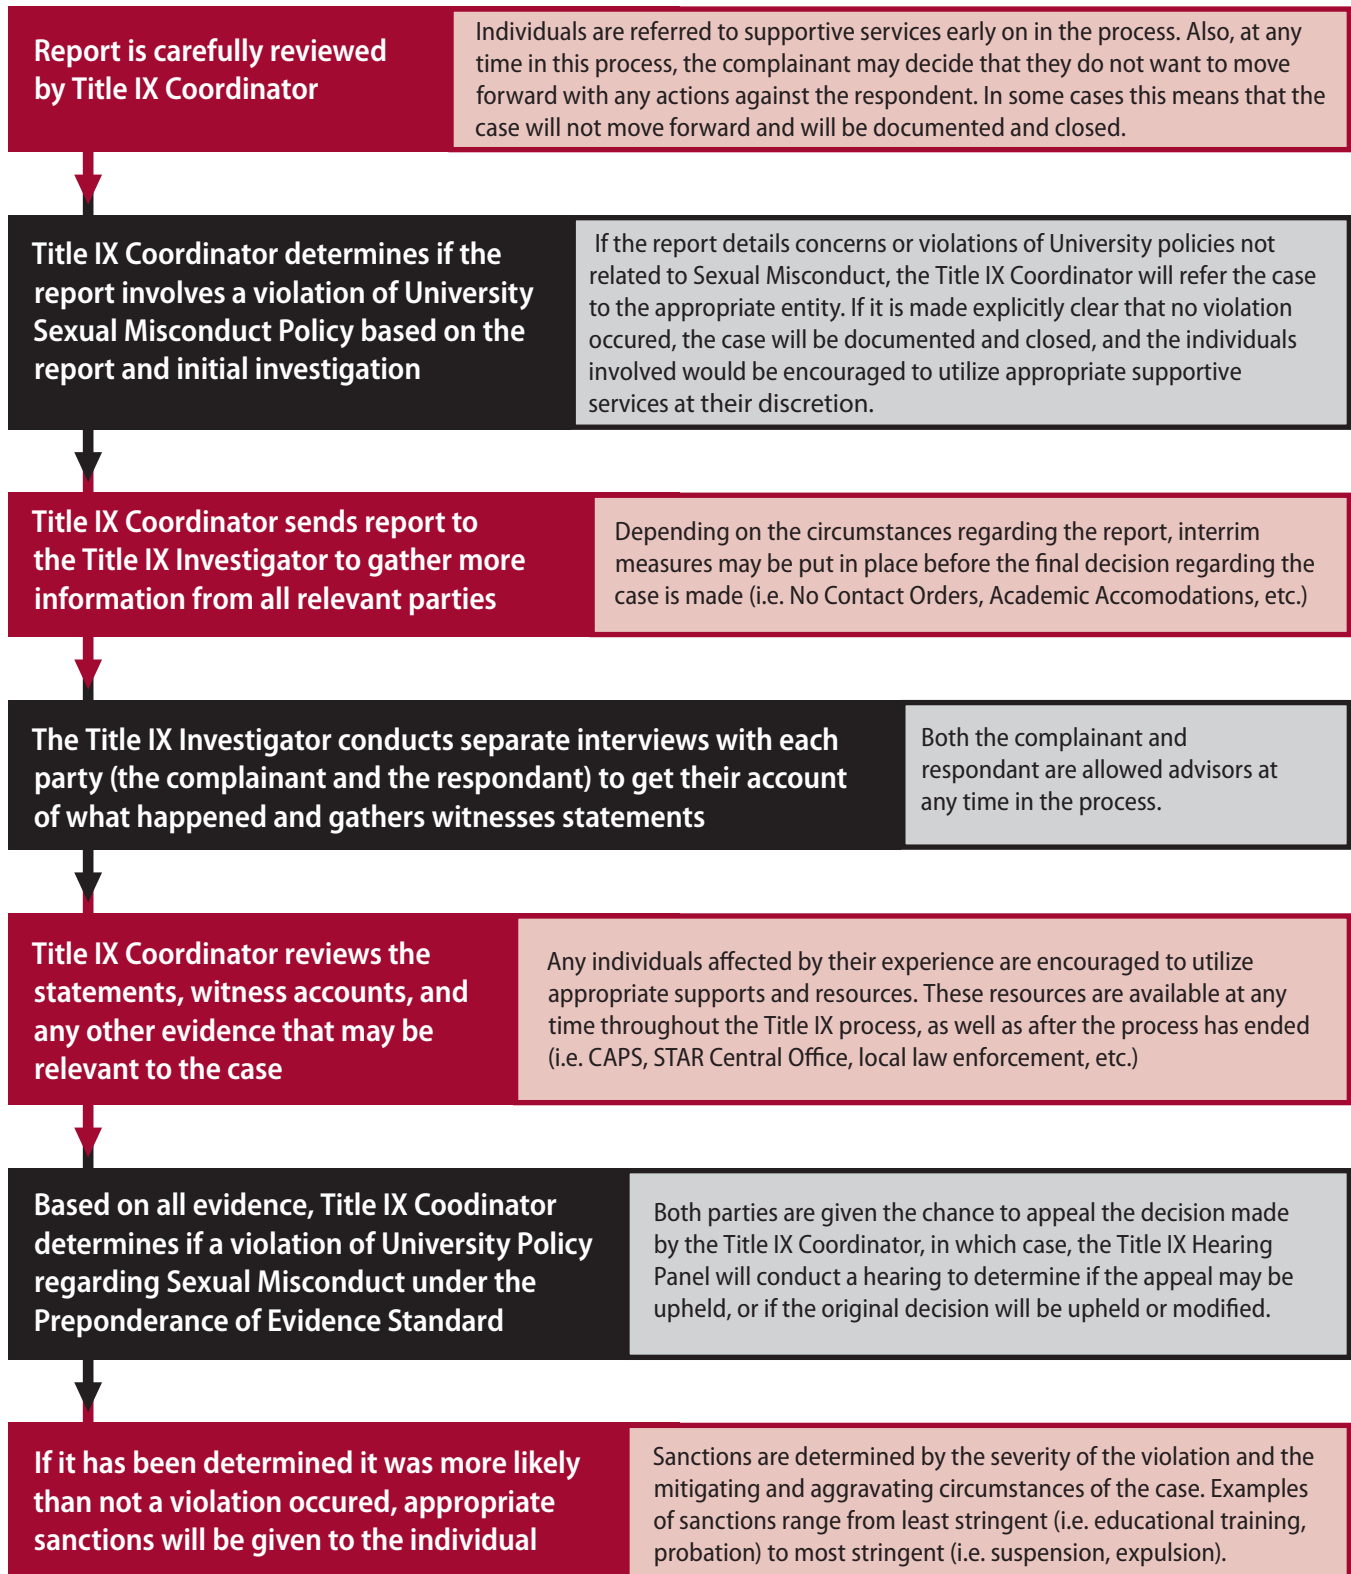 Report is carefully reviewed
by Title IX Coordinator
Individuals are referred to supportive services early on in the process. Also, at any
time in this process, the complainant may decide that they do not want to move
forward with any actions against the respondent. In some cases this means that the
case will not move forward and will be documented and closed.
Title IX Coordinator determines if the
report involves a violation of University
Sexual Misconduct Policy based on the
report and initial investigation
If the report details concerns or violations of University policies not
related to Sexual Misconduct, the Title IX Coordinator will refer the case
to the appropriate entity. If it is made explicitly clear that no violation
occured, the case will be documented and closed, and the individuals
involved would be encouraged to utilize appropriate supportive
services at their discretion.
Title IX Coordinator sends report to
the Title IX Investigator to gather more
information from all relevant parties
Depending on the circumstances regarding the report, interrim
measures may be put in place before the final decision regarding the
case is made (i.e. No Contact Orders, Academic Accomodations, etc.)
The Title IX Investigator conducts separate interviews with each
party (the complainant and the respondant) to get their account
of what happened and gathers witnesses statements
Both the complainant and
respondant are allowed advisors at
any time in the process.
Title IX Coordinator reviews the
statements, witness accounts, and
any other evidence that may be
relevant to the case
Any individuals affected by their experience are encouraged to utilize
appropriate supports and resources. These resources are available at any
time throughout the Title IX process, as well as after the process has ended
(i.e. CAPS, STAR Central Office, local law enforcement, etc.)
Based on all evidence, Title IX Coodinator
determines if a violation of University Policy
regarding Sexual Misconduct under the
Preponderance of Evidence Standard
Both parties are given the chance to appeal the decision made
by the Title IX Coordinator, in which case, the Title IX Hearing
Panel will conduct a hearing to determine if the appeal may be
upheld, or if the original decision will be upheld or modified.
If it has been determined it was more likely
than not a violation occured, appropriate
sanctions will be given to the individual
Sanctions are determined by the severity of the violation and the
mitigating and aggravating circumstances of the case. Examples
of sanctions range from least stringent (i.e. educational training,
probation) to most stringent (i.e. suspension, expulsion).